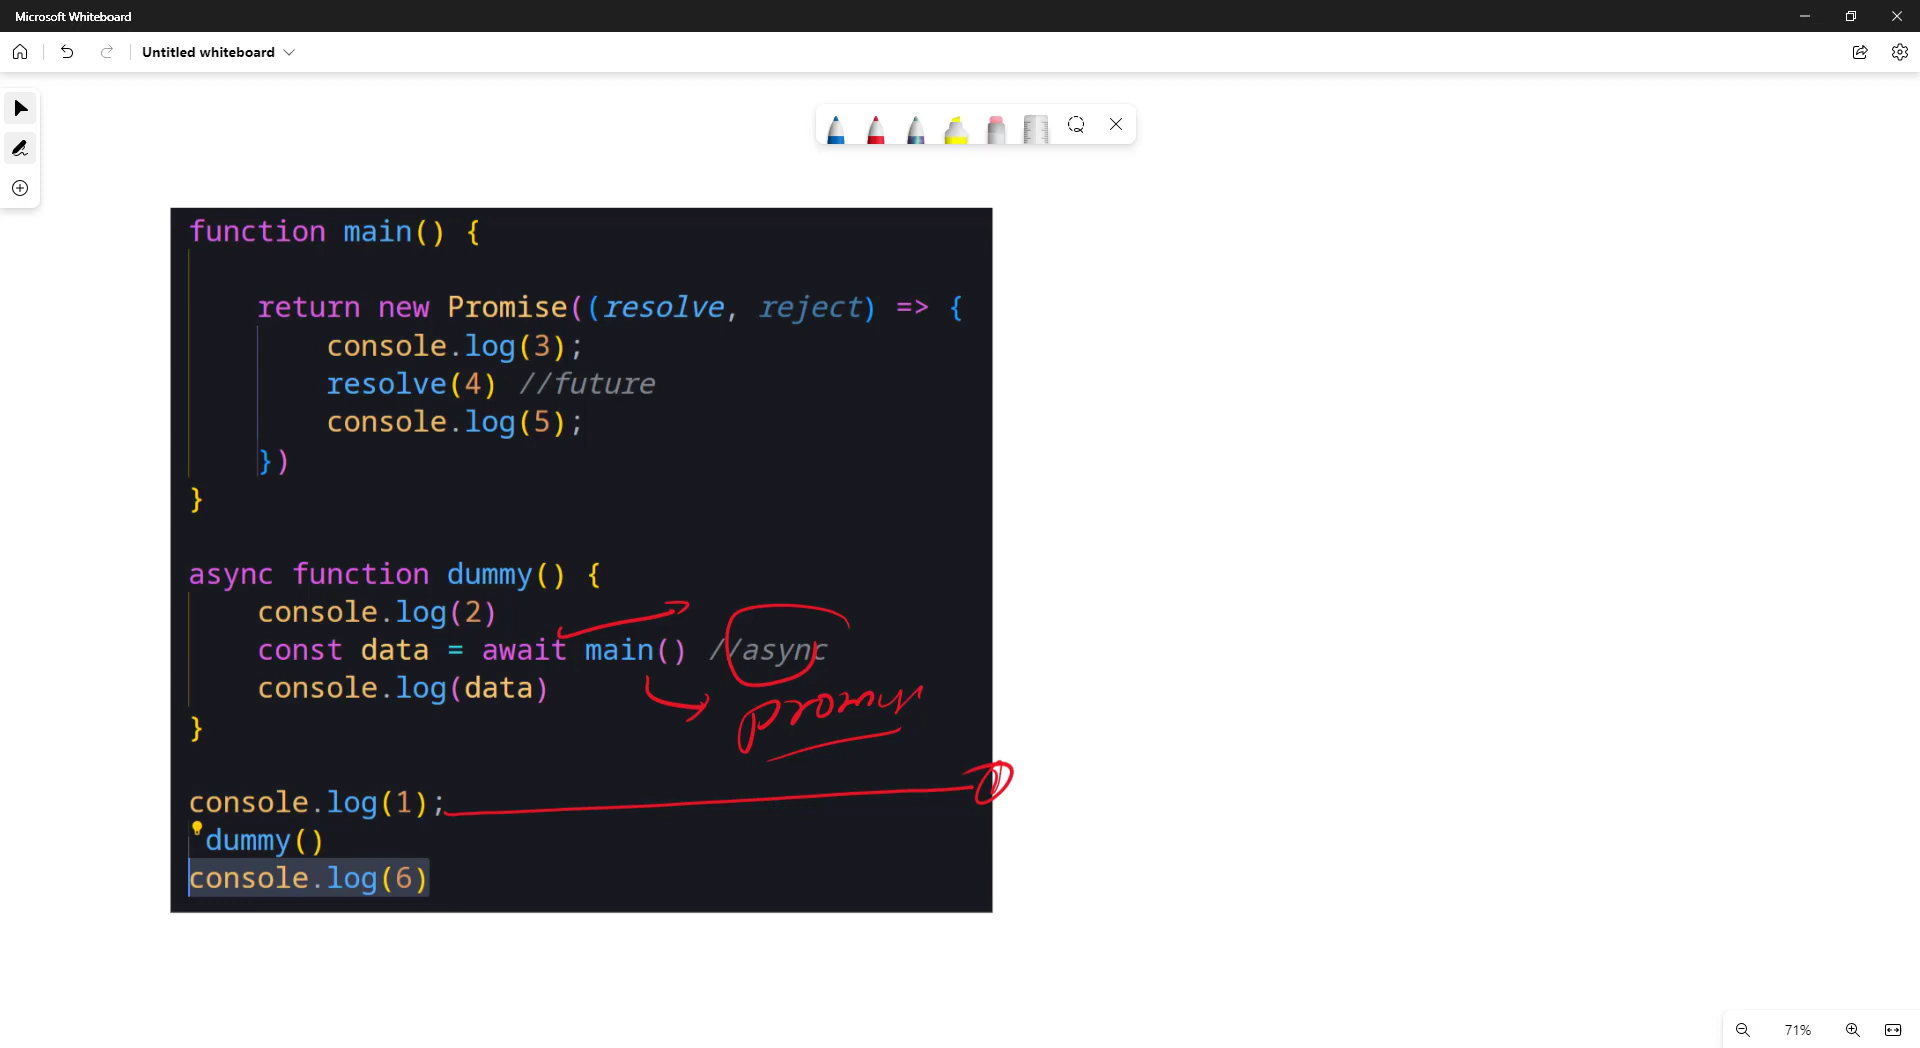 Microsoft Whiteboard
Untitled whiteboard
function main() {
return new Promise((resolve, reject) => {
console.log(3);
resolve(4) //future
console.log(5);
})
}
async function dummy() {
console.log(2)
const data = await main() //async
console.log(data)
}
console.log(1);
dummy()
console.log(6)
71%